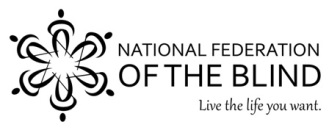 NATIONAL FEDERATION
OF THE BLIND
Live the life you want.